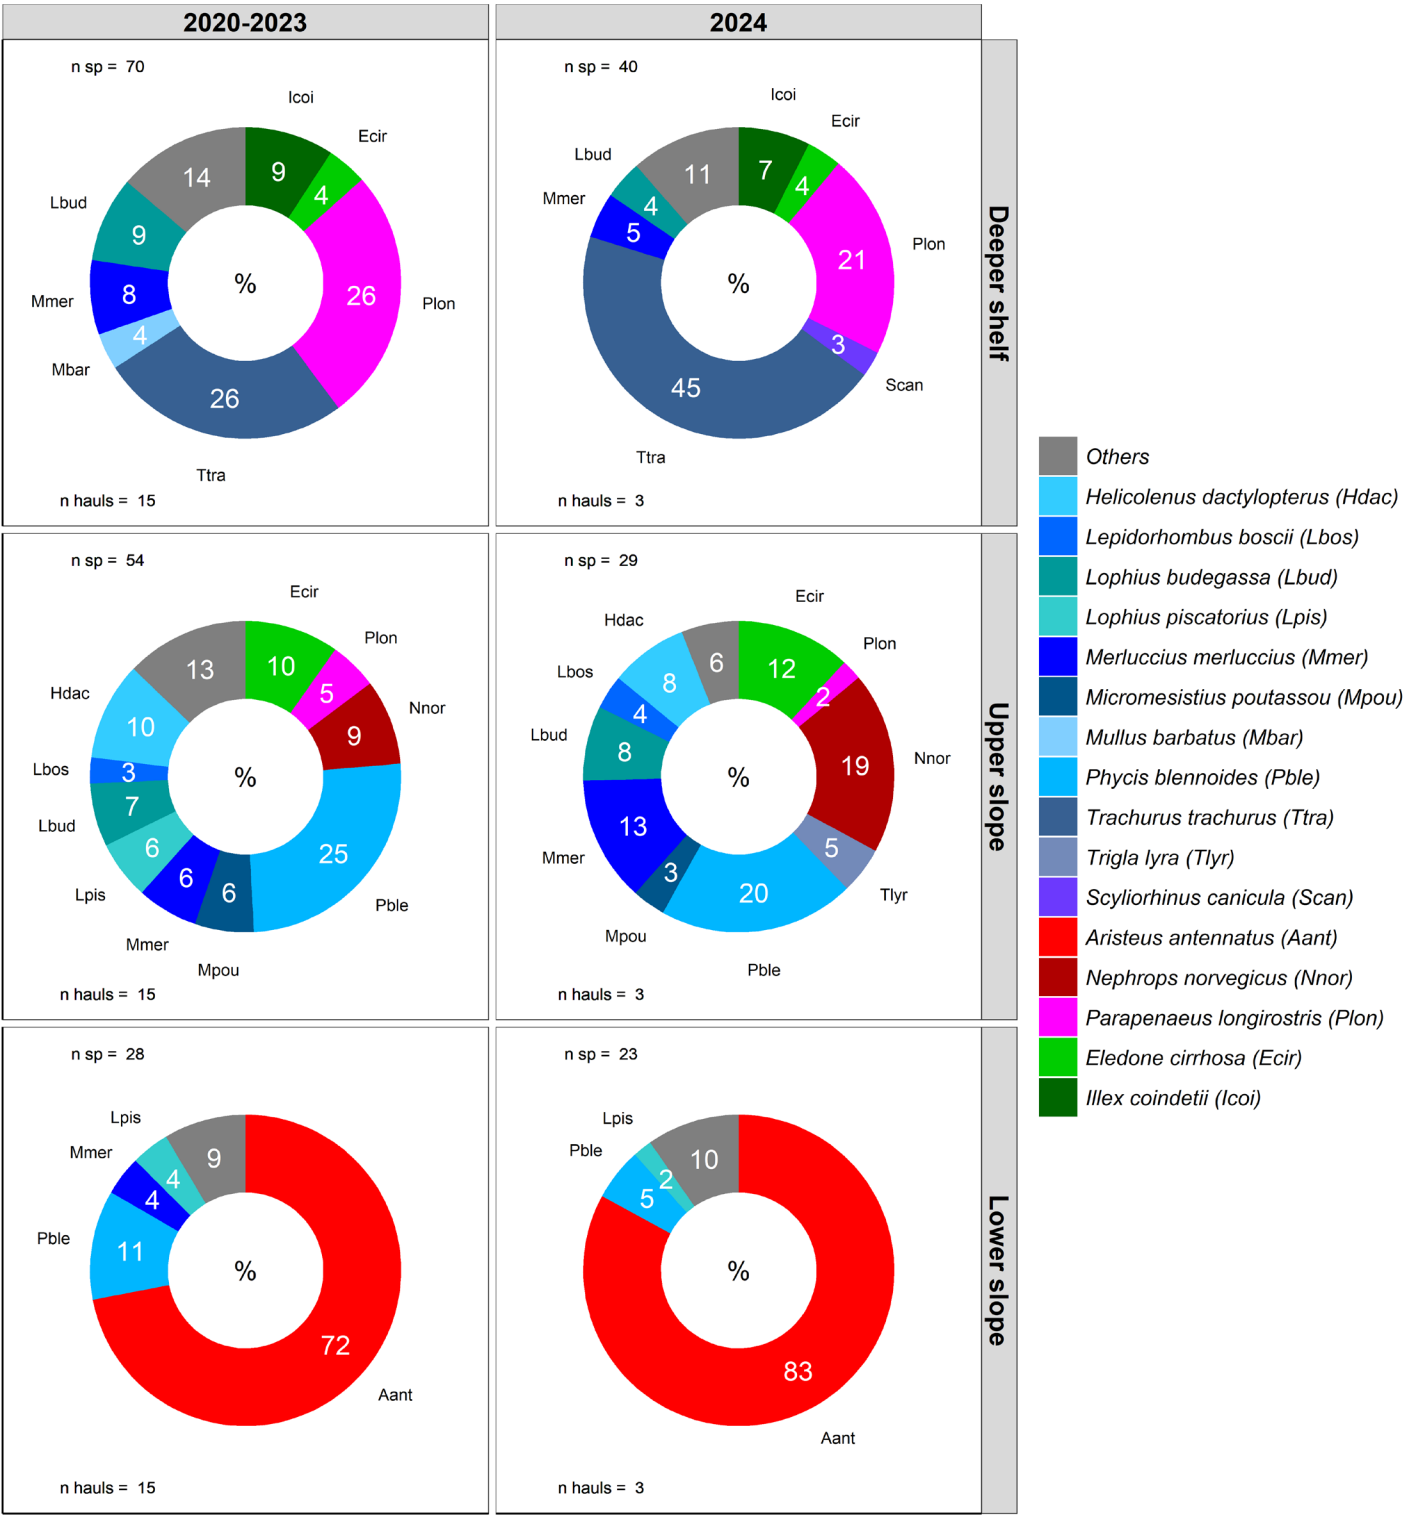 2020-2023
2024
n sp = 70
Icoi
Ecir
Plon
Ttra
Mbar
Mmer
Lbud
9
4
26
26
4
8
9
14
%
n hauls = 15
n sp = 40
Icoi
Ecir
Plon
Scan
Ttra
Mmer
Lbud
7
4
21
3
45
5
4
11
%
n hauls = 3
Deeper shelf
n sp = 54
Ecir
Plon
Nnor
Pble
Mpou
Mmer
Lpis
Lbud
Lbos
Hdac
10
5
9
25
6
6
6
7
3
10
13
%
n hauls = 15
n sp = 29
Ecir
Plon
Nnor
Tlyr
Pble
Mpou
Mmer
Lbud
Lbos
Hdac
12
2
19
5
20
3
13
8
4
8
6
%
n hauls = 3
Upper slope
n sp = 28
Aant
Pble
Mmer
Lpis
72
11
4
4
9
%
n hauls = 15
n sp = 23
Aant
Pble
Lpis
83
5
2
10
%
n hauls = 3
Lower slope
Others
Helicolenus dactylopterus (Hdac)
Lepidorhombus boscii (Lbos)
Lophius budegassa (Lbud)
Lophius piscatorius (Lpis)
Merluccius merluccius (Mmer)
Micromesistius poutassou (Mpou)
Mullus barbatus (Mbar)
Phycis blennoides (Pble)
Trachurus trachurus (Ttra)
Trigla lyra (Tlyr)
Scyliorhinus canicula (Scan)
Aristeus antennatus (Aant)
Nephrops norvegicus (Nnor)
Parapenaeus longirostris (Plon)
Eledone cirrhosa (Ecir)
Illex coindetii (Icoi)